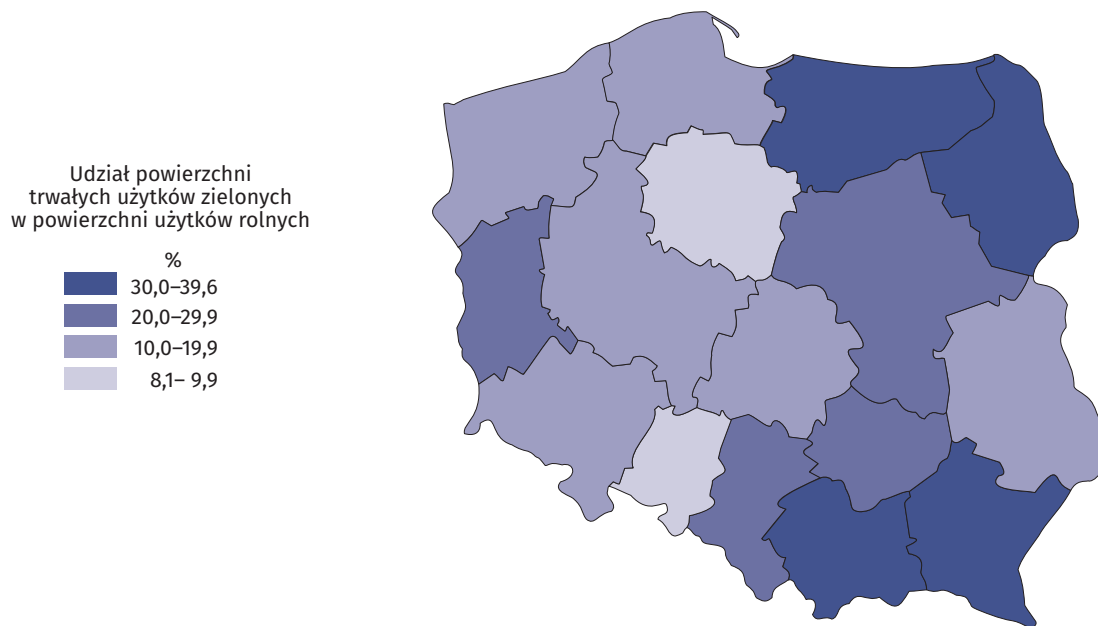 Udział powierzchni
trwałych użytków zielonych
w powierzchni użytków rolnych
%
30,0–39,6
20,0–29,9
10,0–19,9
8,1– 9,9